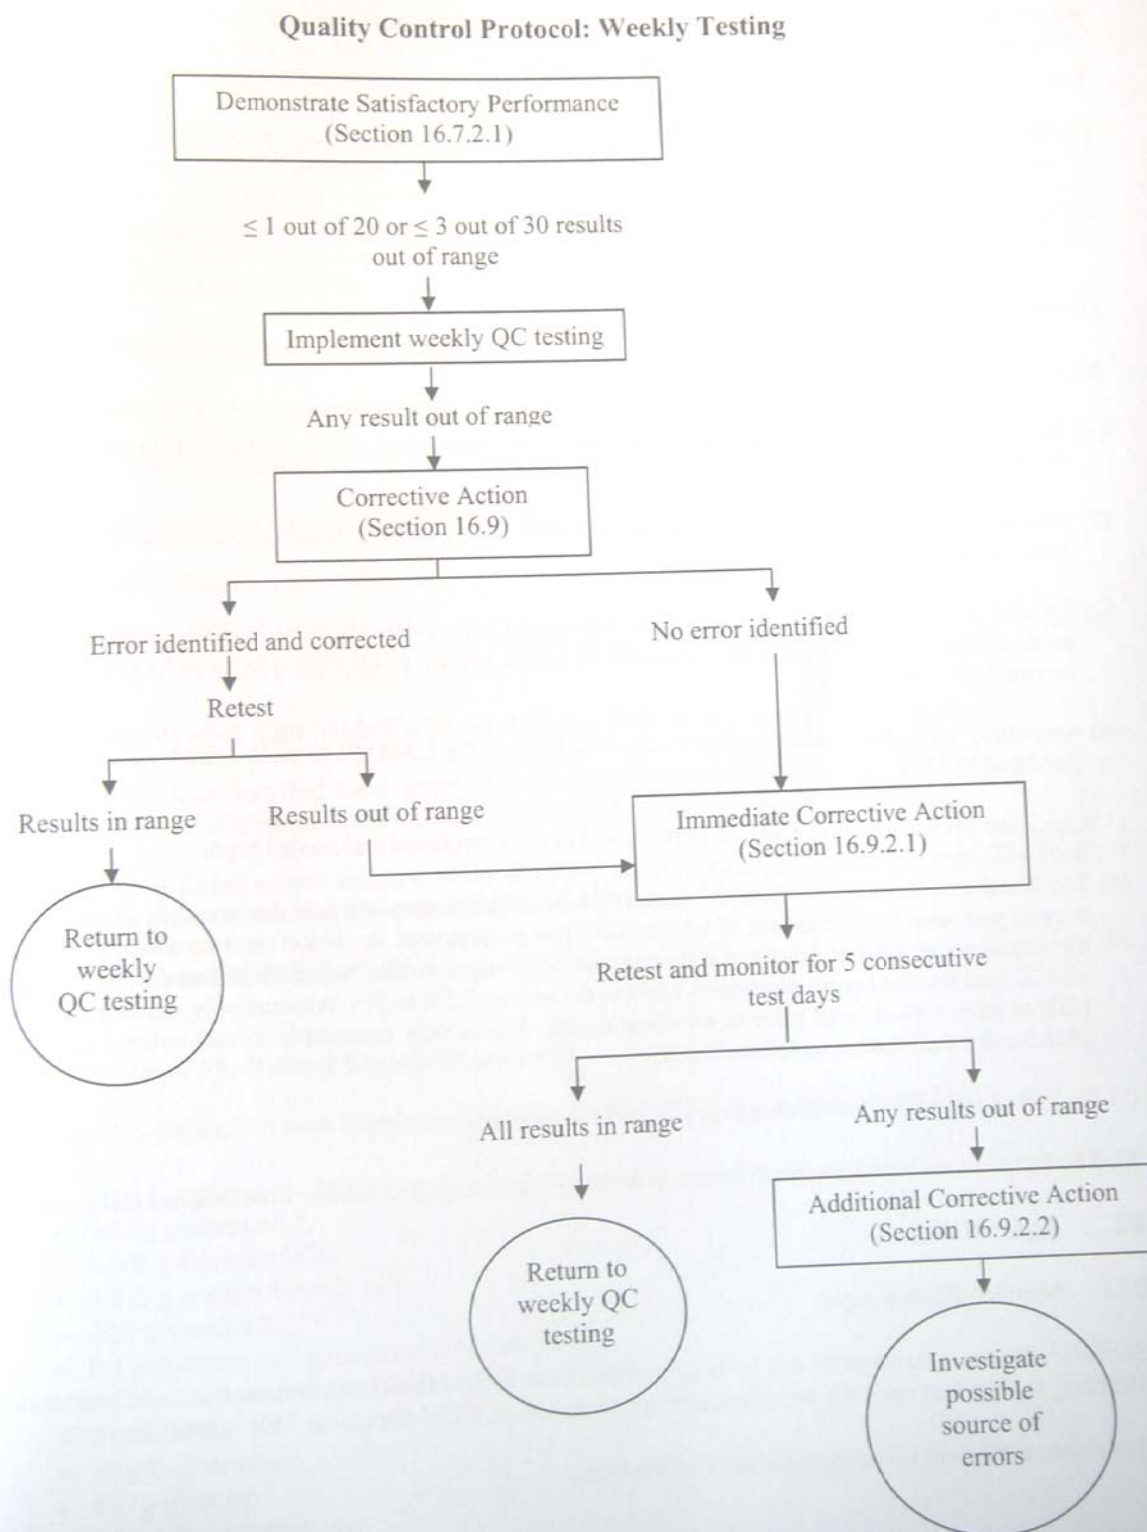 Quality Control Protocol: Weekly Testing
Demonstrate Satisfactory Performance
(Section 16.7.2.1)
≤ 1 out of 20 or ≤ 3 out of 30 results
out of range
Implement weekly QC testing
Any result out of range
Corrective Action
(Section 16.9)
Error identified and corrected
No error identified
Retest
Results in range
Results out of range
Immediate Corrective Action
(Section 16.9.2.1)
Return to
weekly
QC testing
Retest and monitor for 5 consecutive
test days
All results in range
Any results out of range
Additional Corrective Action
(Section 16.9.2.2)
Return to
weekly QC
testing
Investigate
possible
source of
errors